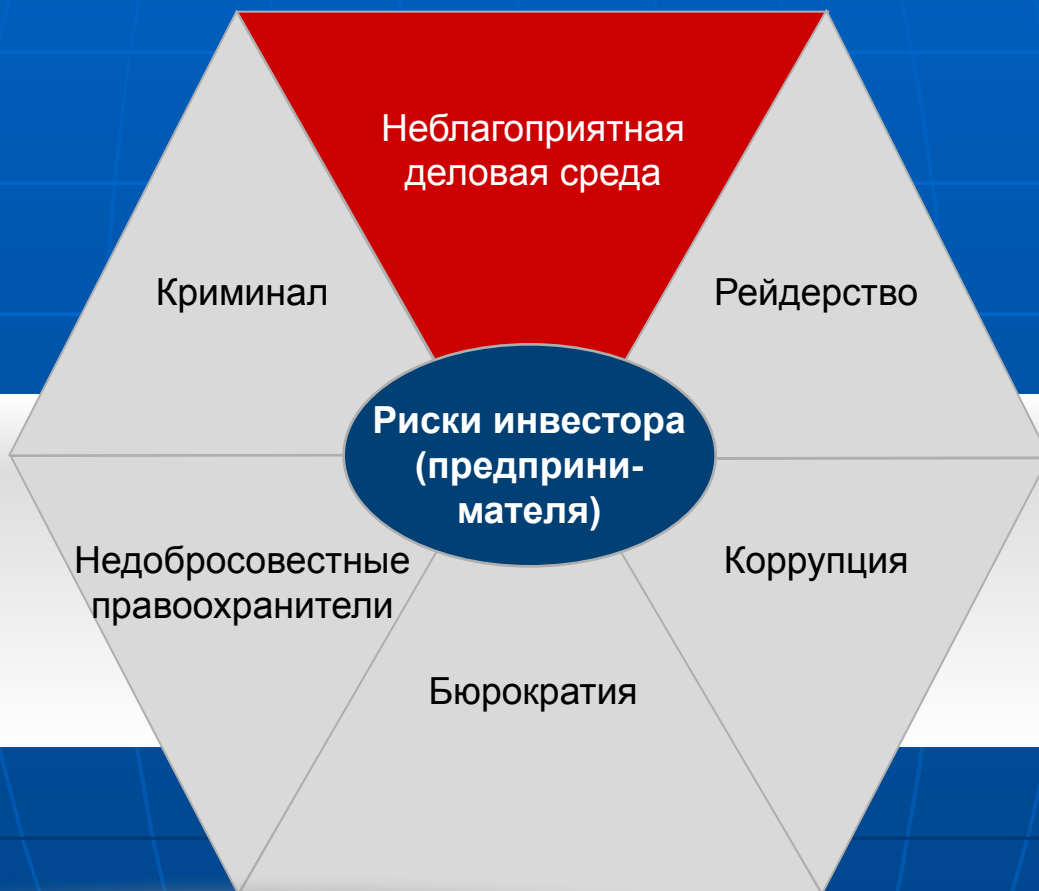 Неблагоприятная
деловая среда
Криминал
Рейдерство
Риски инвестора
(предприни-
мателя)
Недобросовестные
правоохранители
Коррупция
Бюрократия